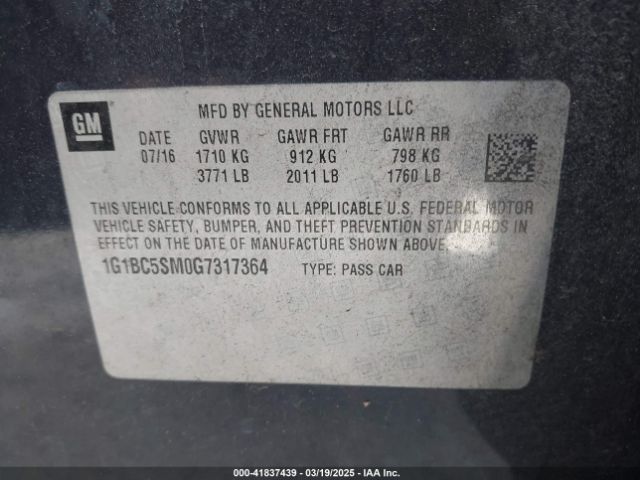 GM
MFD BY GENERAL MOTORS LLC
DATE GVWR GAWR FRT GAWR RR
07/16 1710 KG 912 KG 798 KG
3771 LB 2011 LB 1760 LB
THIS VEHICLE CONFORMS TO ALL APPLICABLE U.S. FEDERAL MOTOR
VEHICLE SAFETY, BUMPER, AND THEFT PREVENTION STANDARDS
IN EFFECT ON THE DATE OF MANUFACTURE SHOWN ABOVE.
1G1BC5SM0G7317364 TYPE: PASS CAR
© - 41837439 - 03/19/2025 - IAA Inc.